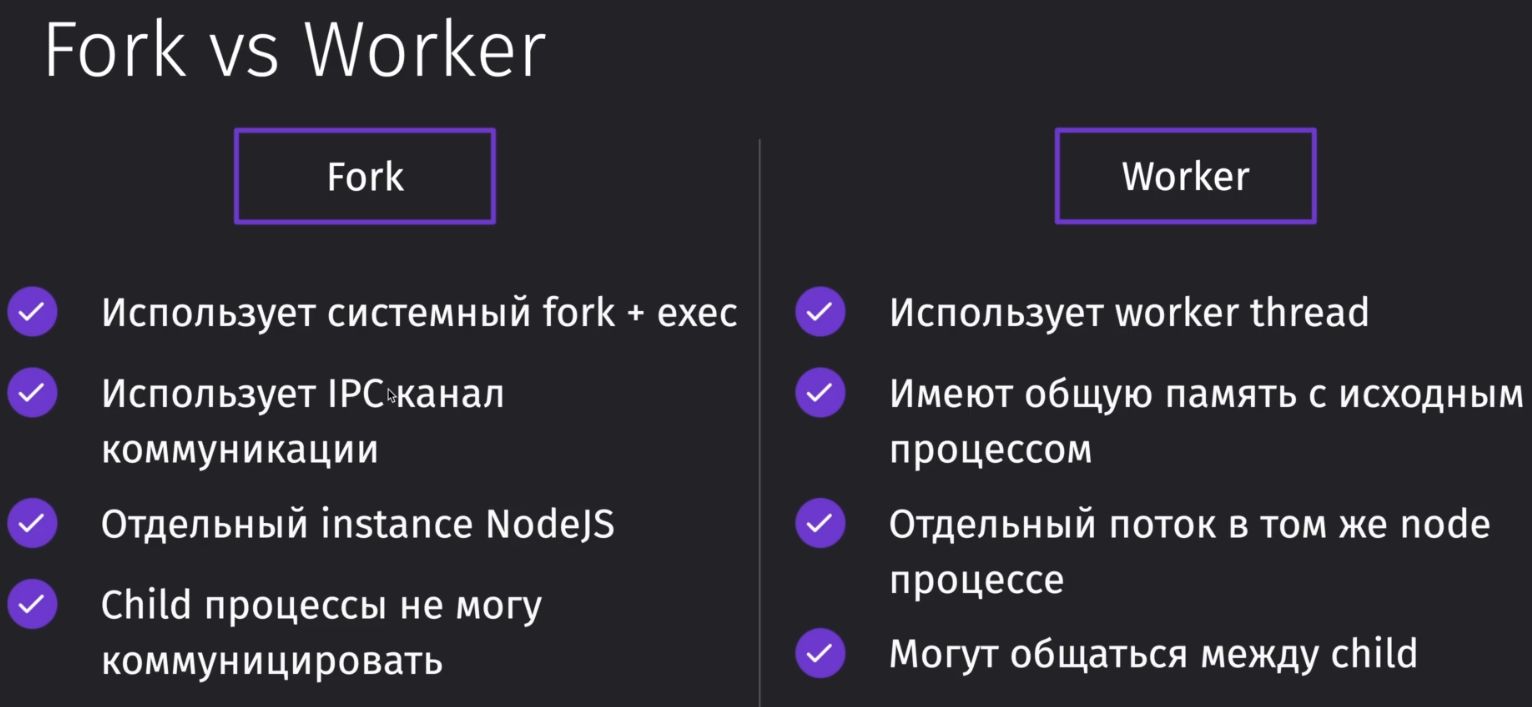 Fork vs Worker
Fork
Использует системный fork + exec
Использует IPC канал
коммуникации
Отдельный instance NodeJS
Child процессы не могу
коммуницировать
Worker
Использует worker thread
Имеют общую память с исходным
процессом
Отдельный поток в том же node
процессе
Могут общаться между child